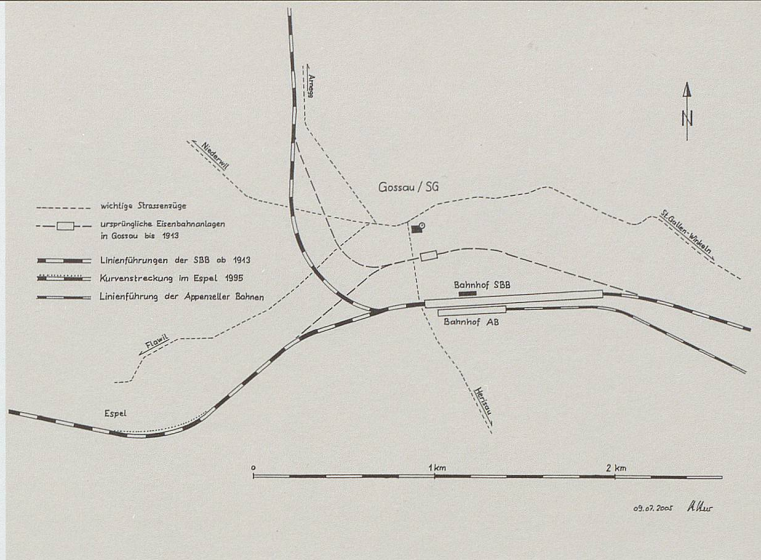 Arnegg
N
Niederwil
Gossau / SG
St. Gallen-Winkeln
wichtige Strassenzüge
ursprüngliche Eisenbahnanlagen
in Gossau bis 1913
Linienführungen der SBB ab 1913
Kurvenstreckung im Espel 1995
Linienführung der Appenzeller Bahnen
Bahnhof SBB
Bahnhof AB
Flawil
Herisau
Espel
0 1 km 2 km
09.07.2005